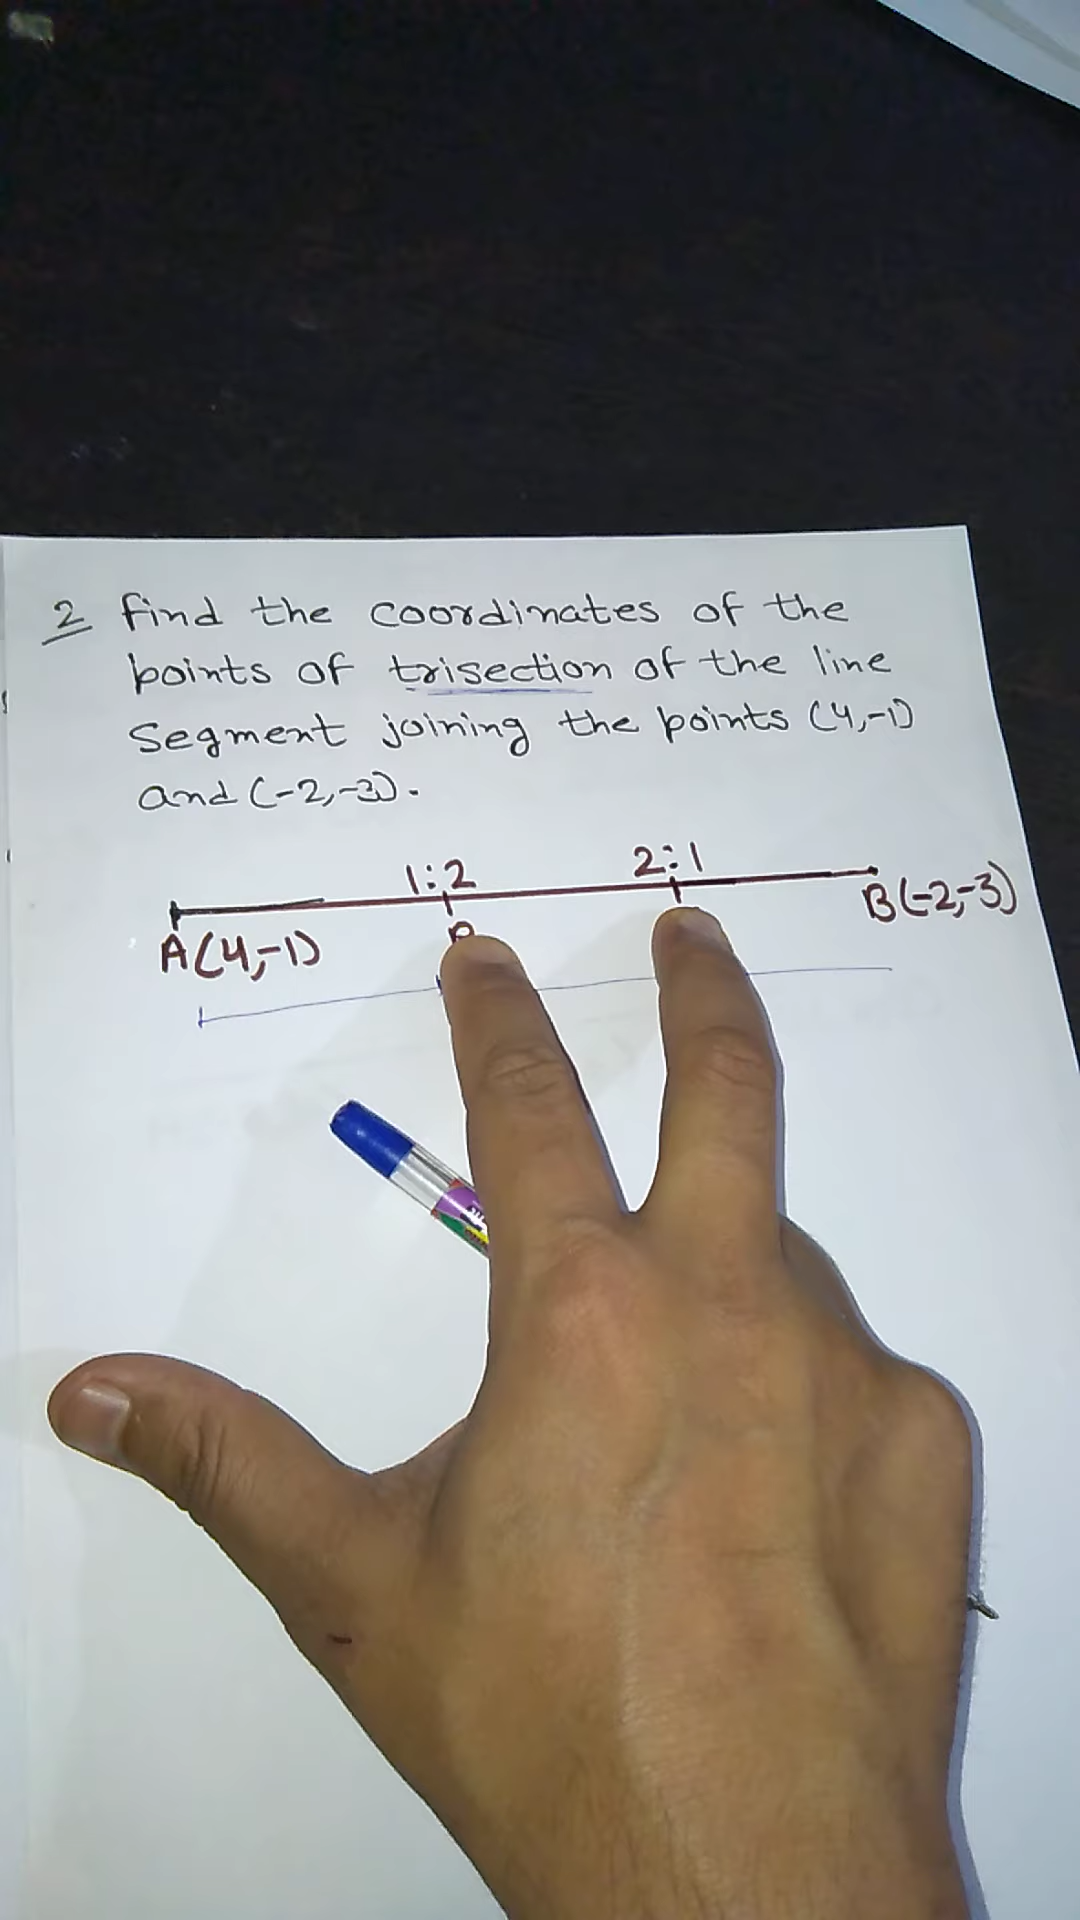 2 find the coordinates of the
points of trisection of the line
Segment joining the points (4,-1)
and (-2,-3).
1:2 2:1
A(4,-1) P B(-2,-3)